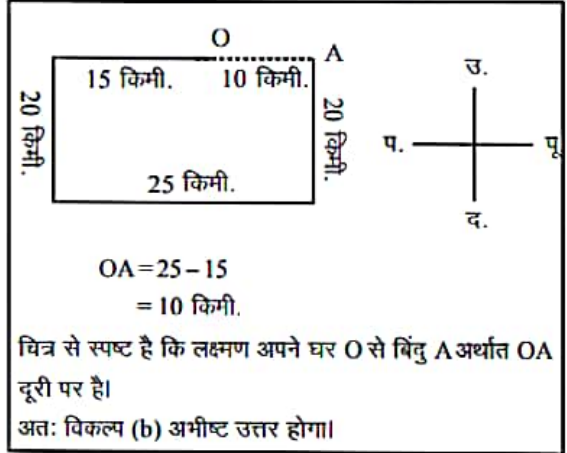 O
A
उ.
15 किमी.
10 किमी.
20 किमी.
20 किमी.
प.
पू.
25 किमी.
द.
OA = 25 – 15
= 10 किमी.
चित्र से स्पष्ट है कि लक्ष्मण अपने घर O से बिंदु A अर्थात OA
दूरी पर है।
अत: विकल्प (b) अभीष्ट उत्तर होगा।